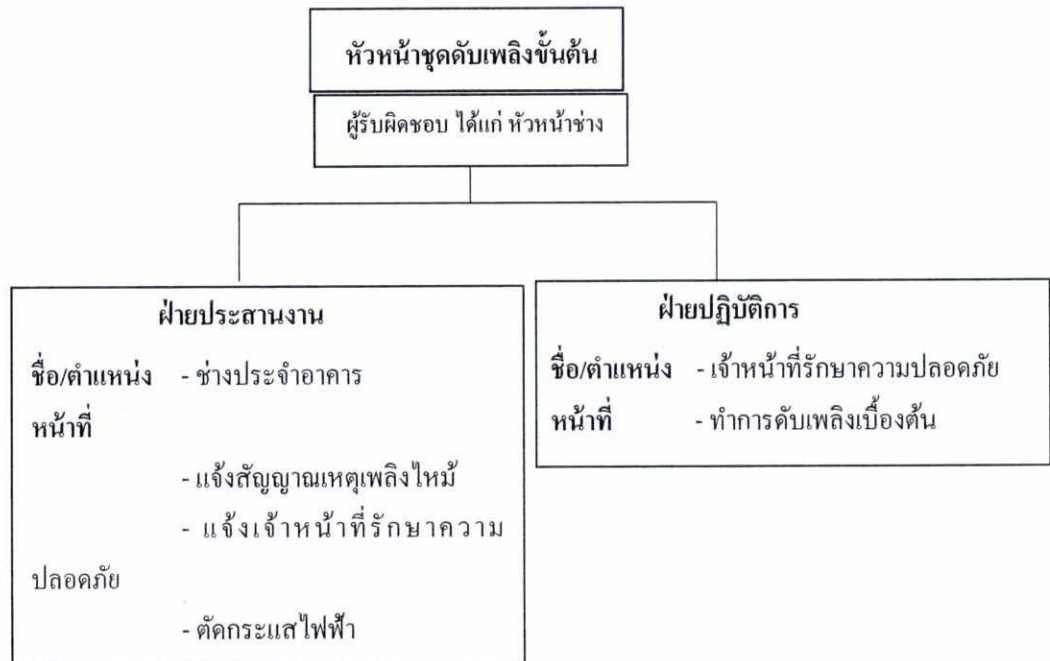 หัวหน้าชุดดับเพลิงขั้นต้น
ผู้รับผิดชอบ ได้แก่ หัวหน้าช่าง
ฝ่ายประสานงาน
ชื่อ/ตำแหน่ง - ช่างประจำอาคาร
หน้าที่
- แจ้งสัญญาณเหตุเพลิงไหม้
- แจ้งเจ้าหน้าที่รักษาความ
ปลอดภัย
- ตัดกระแสไฟฟ้า
ฝ่ายปฏิบัติการ
ชื่อ/ตำแหน่ง - เจ้าหน้าที่รักษาความปลอดภัย
หน้าที่ - ทำการดับเพลิงเบื้องต้น